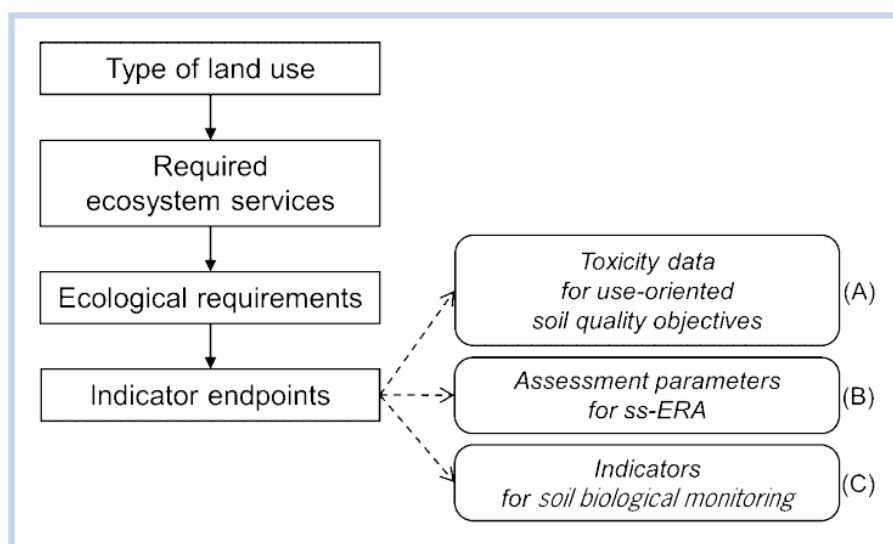 Type of land use
Required
ecosystem services
Ecological requirements
Indicator endpoints
Toxicity data
for use-oriented
soil quality objectives
(A)
Assessment parameters
for ss-ERA
(B)
Indicators
for soil biological monitoring
(C)